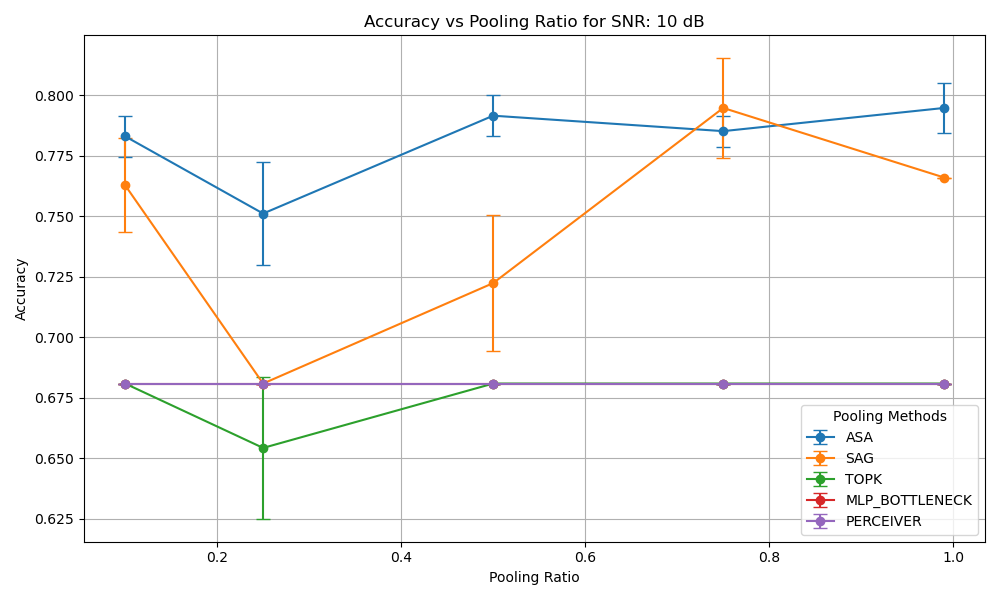 Accuracy vs Pooling Ratio for SNR: 10 dB
Accuracy
0.800
0.775
0.750
0.725
0.700
0.675
0.650
0.625
0.2
0.4
0.6
0.8
1.0
Pooling Ratio
Pooling Methods
ASA
SAG
TOPK
MLP_BOTTLENECK
PERCEIVER